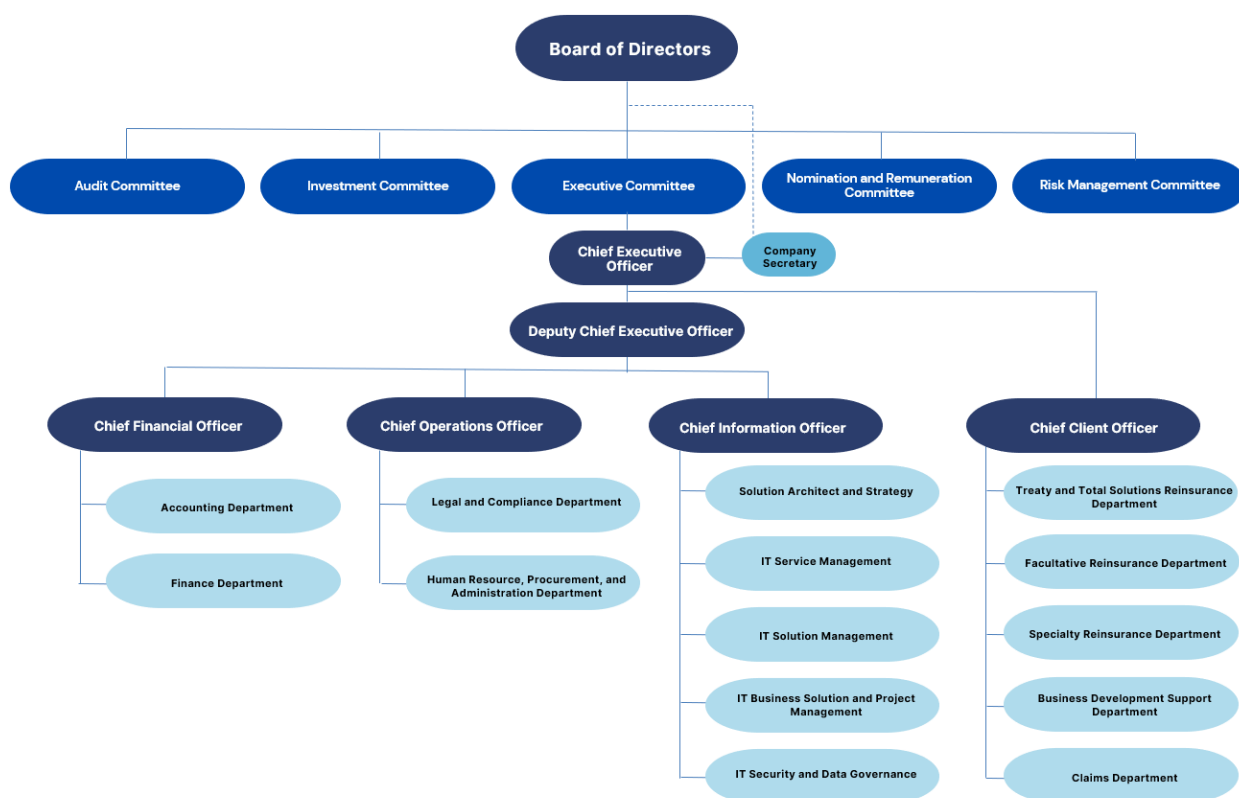 Board of Directors
Audit Committee
Investment Committee
Executive Committee
Nomination and Remuneration
Committee
Risk Management Committee
Chief Executive
Officer
Company
Secretary
Deputy Chief Executive Officer
Chief Financial Officer
Chief Operations Officer
Chief Information Officer
Chief Client Officer
Accounting Department
Finance Department
Legal and Compliance Department
Human Resource, Procurement, and
Administration Department
Solution Architect and Strategy
IT Service Management
IT Solution Management
IT Business Solution and Project
Management
IT Security and Data Governance
Treaty and Total Solutions Reinsurance
Department
Facultative Reinsurance Department
Specialty Reinsurance Department
Business Development Support
Department
Claims Department